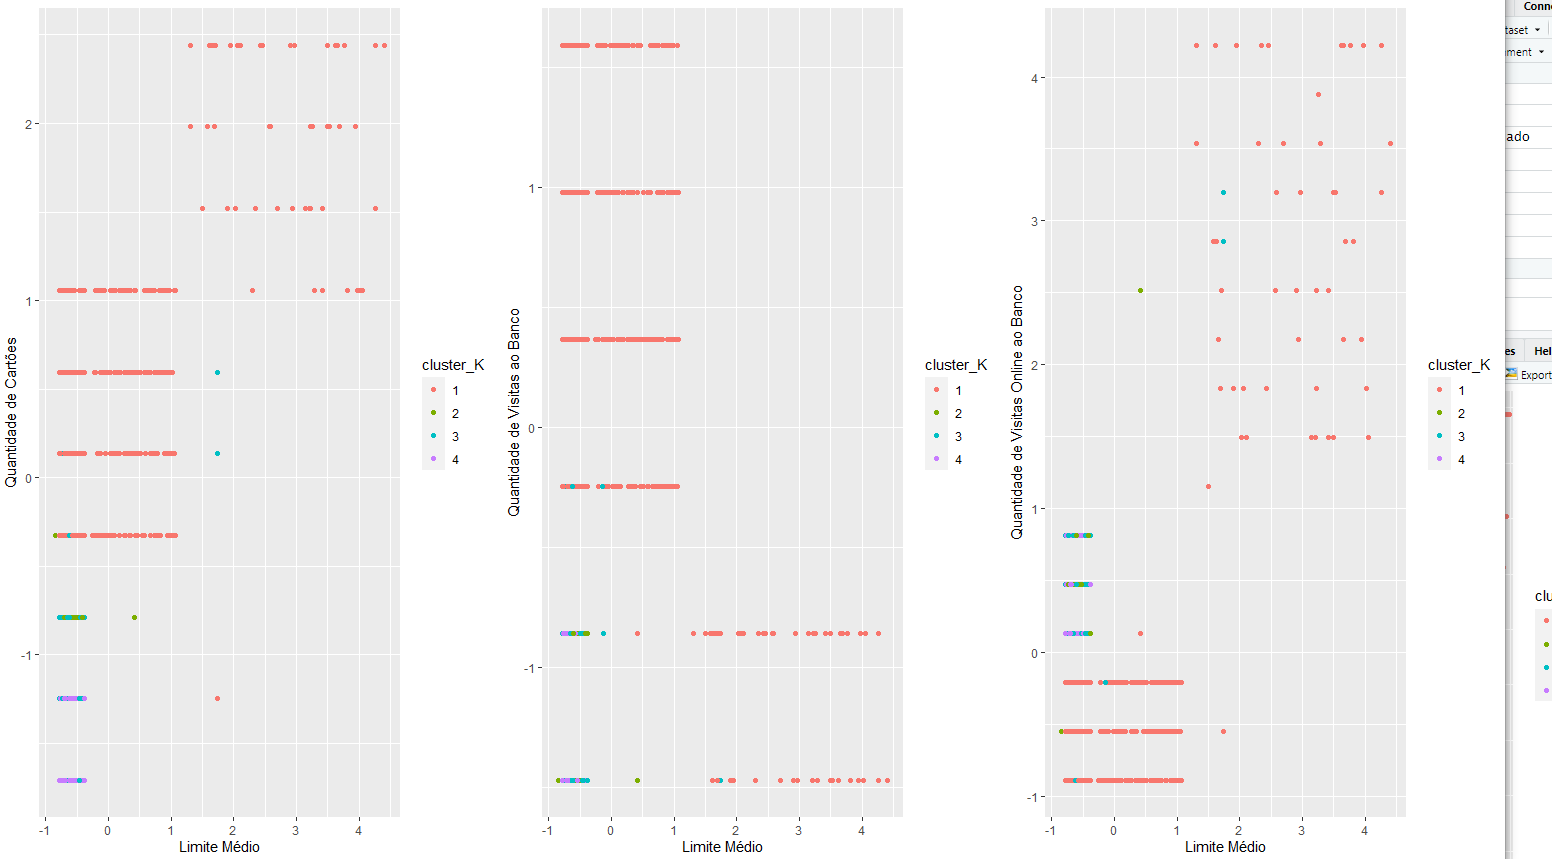 Quantidade de Cartões
2
1
0
-1
-1
0
1
2
3
4
Limite Médio
cluster_K
1
2
3
4
Quantidade de Visitas ao Banco
1
0
-1
-1
0
1
2
3
4
Limite Médio
cluster_K
1
2
3
4
Quantidade de Visitas Online ao Banco
4
3
2
1
0
-1
-1
0
1
2
3
4
Limite Médio
cluster_K
1
2
3
4
Conn
taset
ment
ado
es Hel
Export
clu